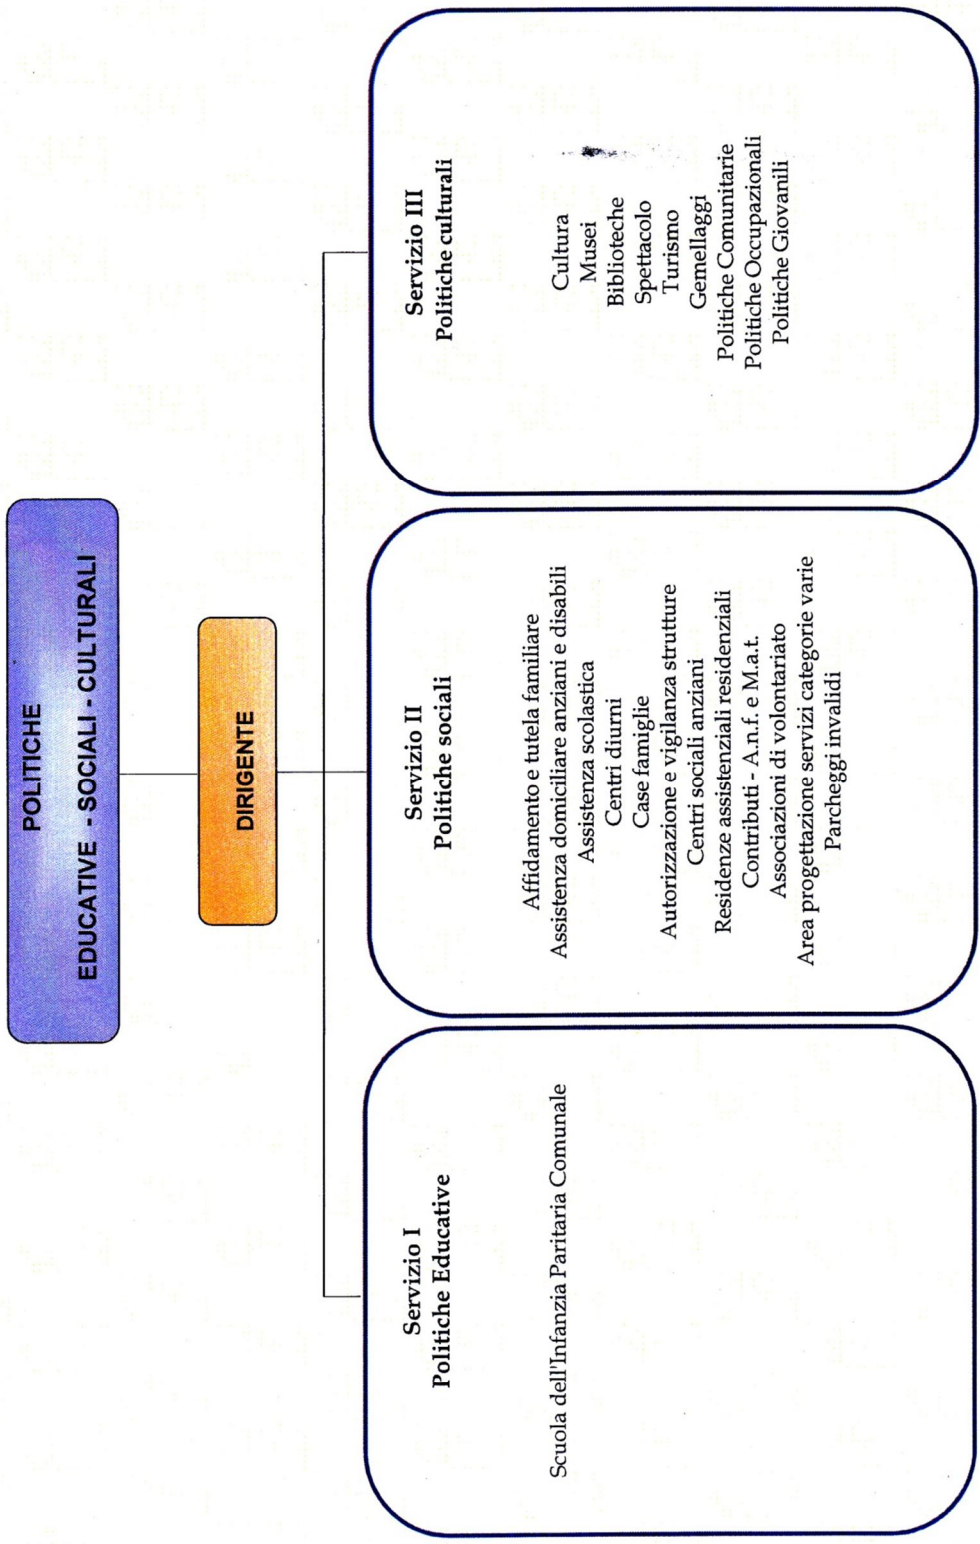 POLITICHE
EDUCATIVE - SOCIALI - CULTURALI
DIRIGENTE
Servizio I
Politiche Educative
Scuola dell'Infanzia Paritaria Comunale
Servizio II
Politiche sociali
Affidamento e tutela familiare
Assistenza domiciliare anziani e disabili
Assistenza scolastica
Centri diurni
Case famiglie
Autorizzazione e vigilanza strutture
Centri sociali anziani
Residenze assistenziali residenziali
Contributi - A.n.f. e M.a.t.
Associazioni di volontariato
Area progettazione servizi categorie varie
Parcheggi invalidi
Servizio III
Politiche culturali
Cultura
Musei
Biblioteche
Spettacolo
Turismo
Gemellaggi
Politiche Comunitarie
Politiche Occupazionali
Politiche Giovanili